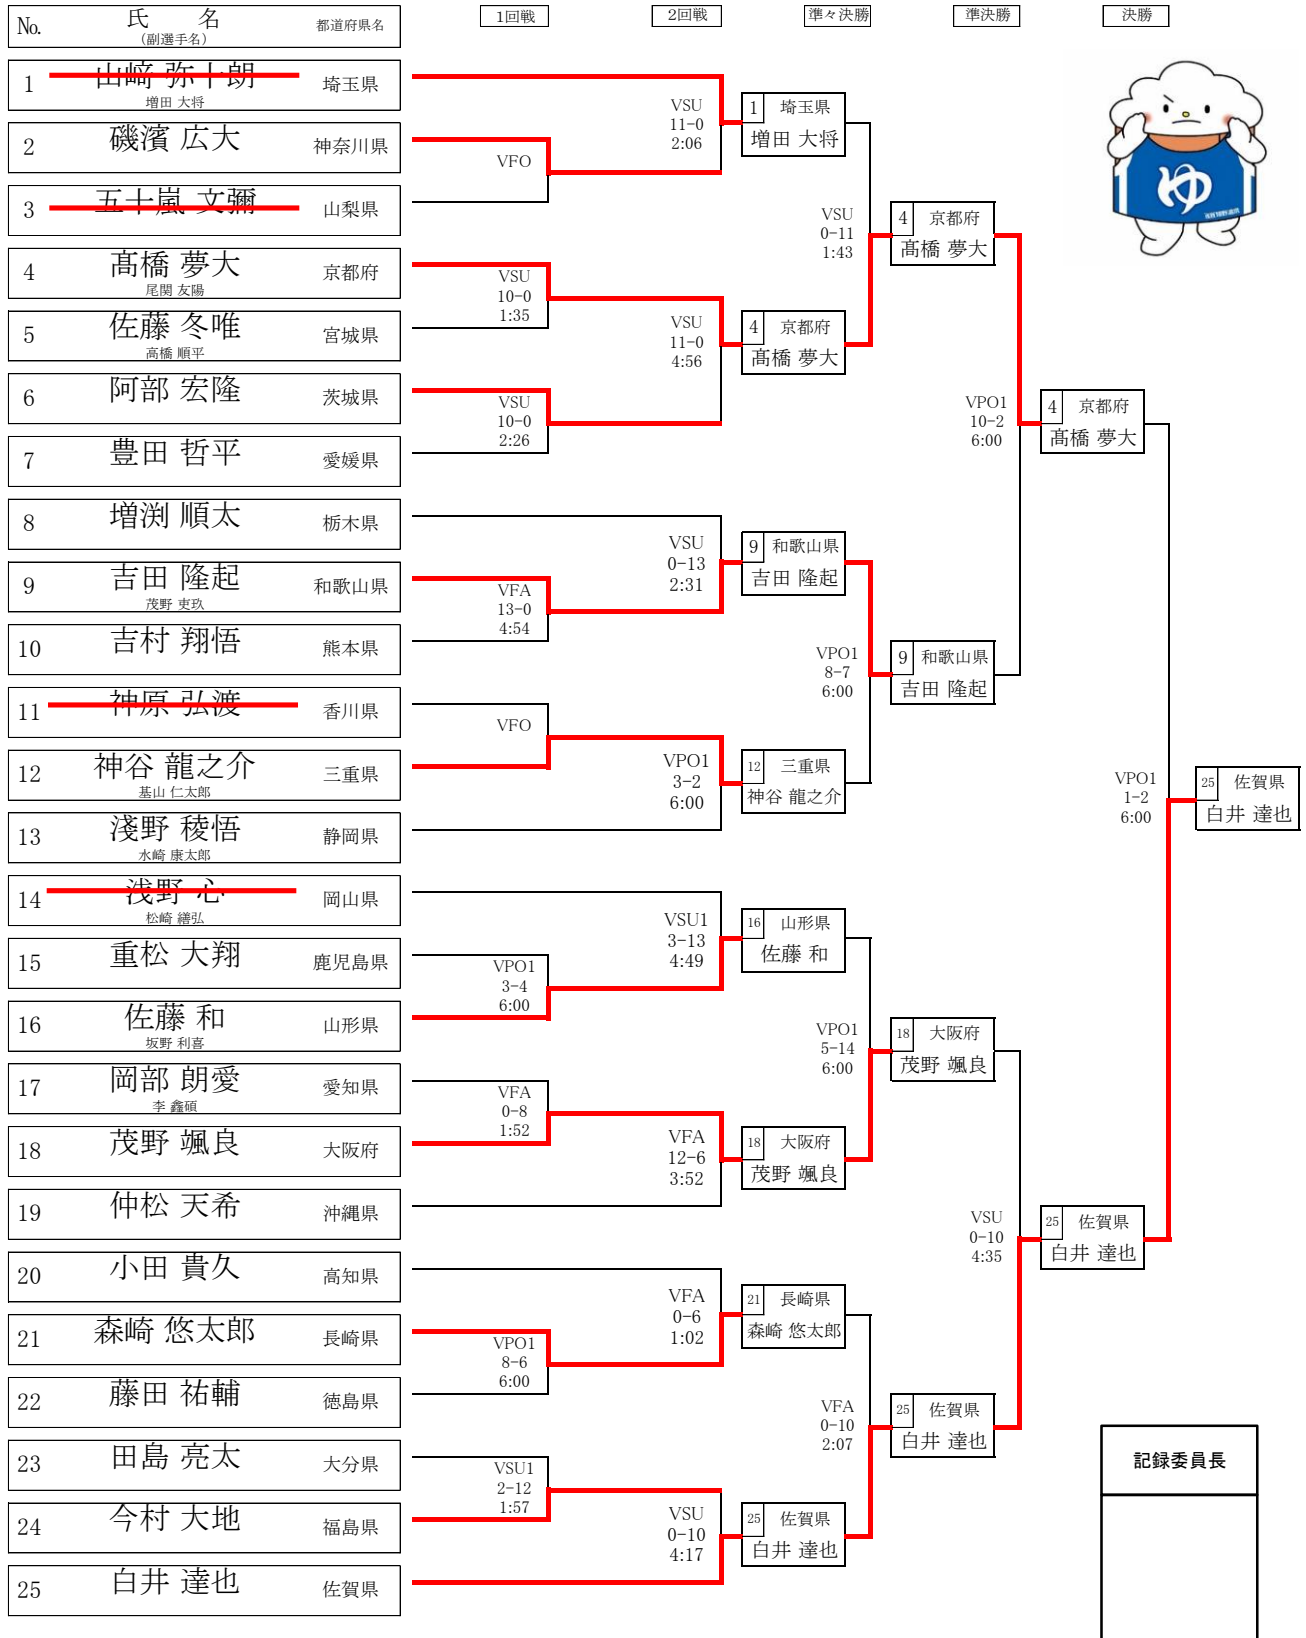 No. 氏 名 都道府県名 1回戦 2回戦 準々決勝 準決勝 決勝
(副選手名)
1 山﨑 弥十朗 埼玉県
増田 大将
2 磯濱 広大 神奈川県
3 五十嵐 文彌 山梨県
4 髙橋 夢大 京都府
尾関 友陽
5 佐藤 冬唯 宮城県
高橋 順平
6 阿部 宏隆 茨城県
7 豊田 哲平 愛媛県
8 増渕 順太 栃木県
9 吉田 隆起 和歌山県
茂野 吏玖
10 吉村 翔悟 熊本県
11 神原 弘渡 香川県
12 神谷 龍之介 三重県
基山 仁太郎
13 淺野 稜悟 静岡県
水崎 康太郎
14 浅野 心 岡山県
松崎 繕弘
15 重松 大翔 鹿児島県
16 佐藤 和 山形県
坂野 利喜
17 岡部 朗愛 愛知県
李 鑫碩
18 茂野 颯良 大阪府
19 仲松 天希 沖縄県
20 小田 貴久 高知県
21 森崎 悠太郎 長崎県
22 藤田 祐輔 徳島県
23 田島 亮太 大分県
24 今村 大地 福島県
25 白井 達也 佐賀県
VFO
VSU
10-0
1:35
VSU
10-0
2:26
VFA
13-0
4:54
VFO
VPO1
3-4
6:00
VFA
0-8
1:52
VPO1
8-6
6:00
VSU1
2-12
1:57
VSU
11-0
2:06
VSU
11-0
4:56
VSU
0-13
2:31
VPO1
3-2
6:00
VSU1
3-13
4:49
VFA
12-6
3:52
VFA
0-6
1:02
VSU
0-10
4:17
1 埼玉県
増田 大将
4 京都府
髙橋 夢大
9 和歌山県
吉田 隆起
12 三重県
神谷 龍之介
16 山形県
佐藤 和
18 大阪府
茂野 颯良
21 長崎県
森崎 悠太郎
25 佐賀県
白井 達也
VSU
0-11
1:43
VPO1
8-7
6:00
VPO1
5-14
6:00
VFA
0-10
2:07
4 京都府
髙橋 夢大
9 和歌山県
吉田 隆起
18 大阪府
茂野 颯良
25 佐賀県
白井 達也
VPO1
10-2
6:00
VSU
0-10
4:35
4 京都府
髙橋 夢大
25 佐賀県
白井 達也
VPO1
1-2
6:00
25 佐賀県
白井 達也
ゆ
記録委員長